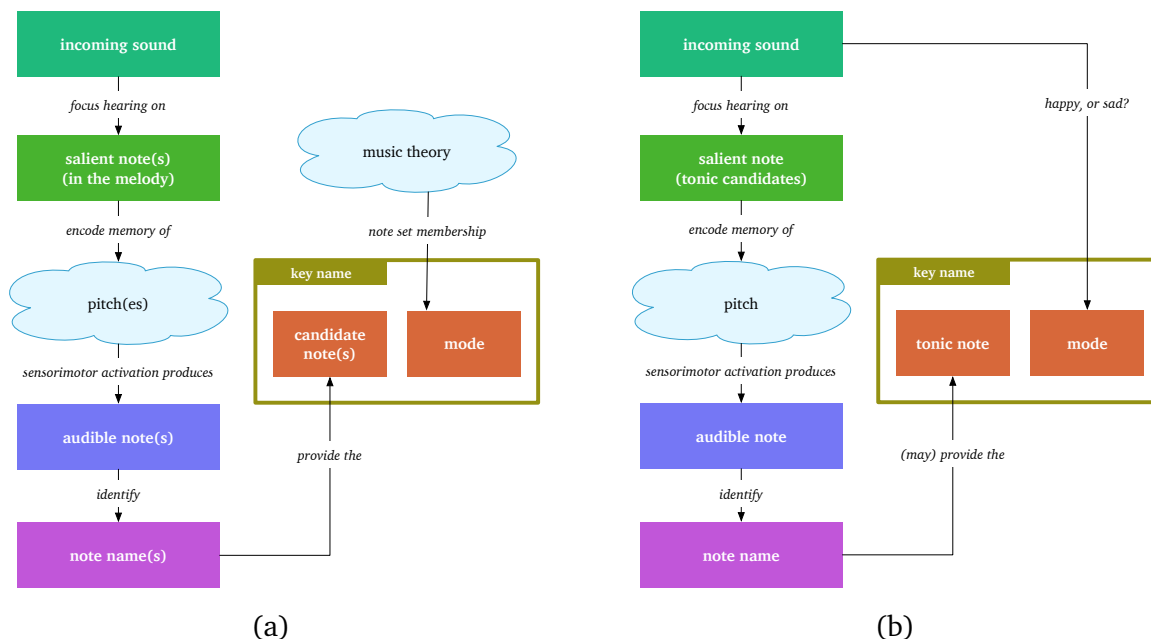 incoming sound
focus hearing on
salient note(s)
(in the melody)
encode memory of
pitch(es)
sensorimotor activation produces
audible note(s)
identify
note name(s)
music theory
note set membership
key name
candidate
note(s)
mode
provide the
(a)
incoming sound
focus hearing on
happy, or sad?
salient note
(tonic candidates)
encode memory of
pitch
sensorimotor activation produces
audible note
identify
note name
key name
tonic note
mode
(may) provide the
(b)